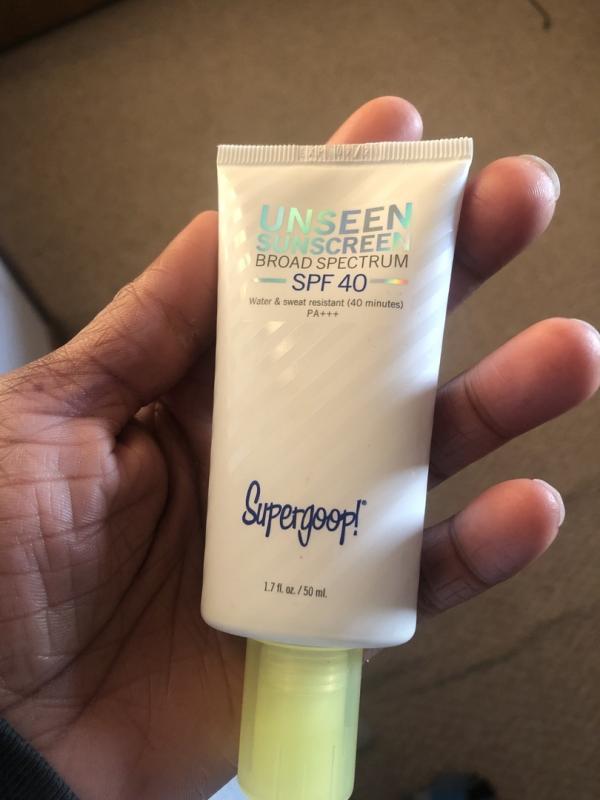 UNSEEN
SUNSCREEN
BROAD SPECTRUM
SPF 40
Water & sweat resistant (40 minutes)
PA+++
Supergoop!®
1.7 fl. oz. / 50 ml.